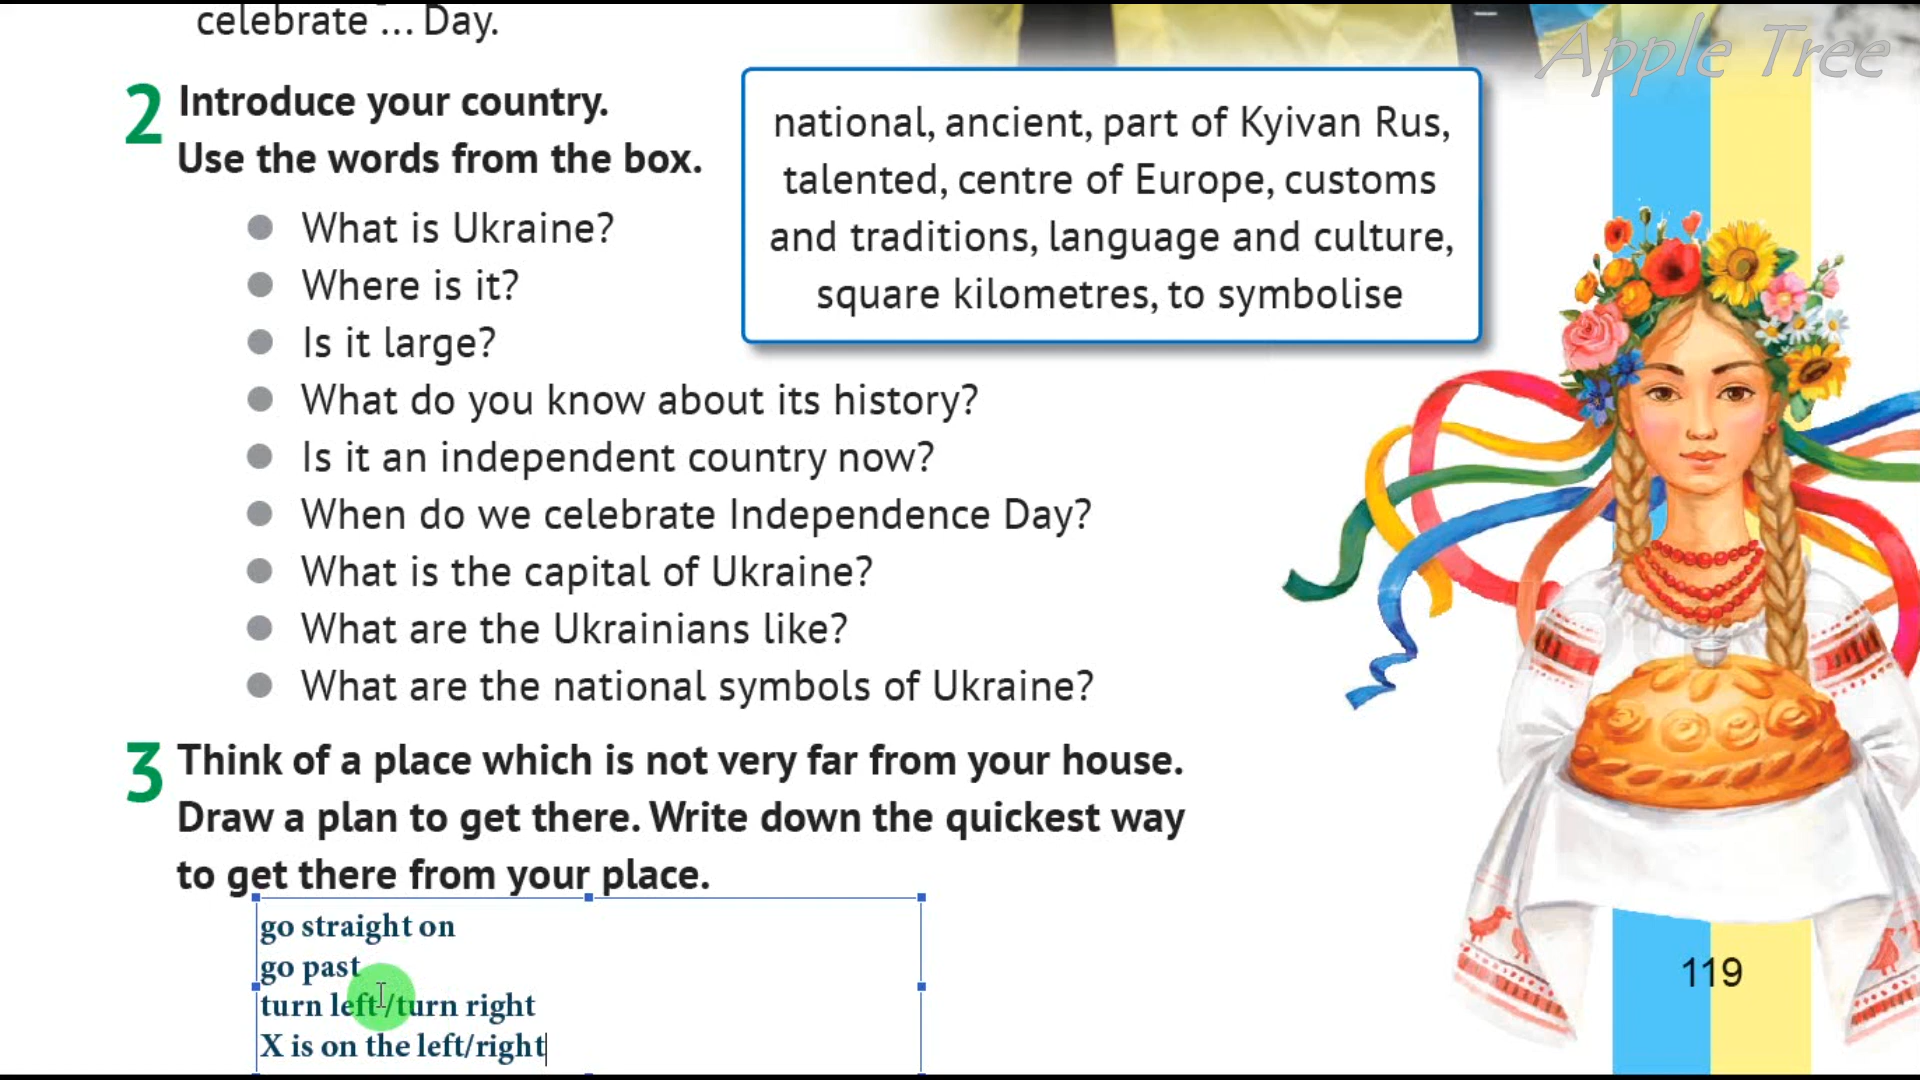 celebrate ... Day.
Apple Tree
2 Introduce your country.
Use the words from the box.
national, ancient, part of Kyivan Rus,
talented, centre of Europe, customs
and traditions, language and culture,
square kilometres, to symbolise
What is Ukraine?
Where is it?
Is it large?
What do you know about its history?
Is it an independent country now?
When do we celebrate Independence Day?
What is the capital of Ukraine?
What are the Ukrainians like?
What are the national symbols of Ukraine?
3 Think of a place which is not very far from your house.
Draw a plan to get there. Write down the quickest way
to get there from your place.
go straight on
go past
turn left/turn right
X is on the left/right
119